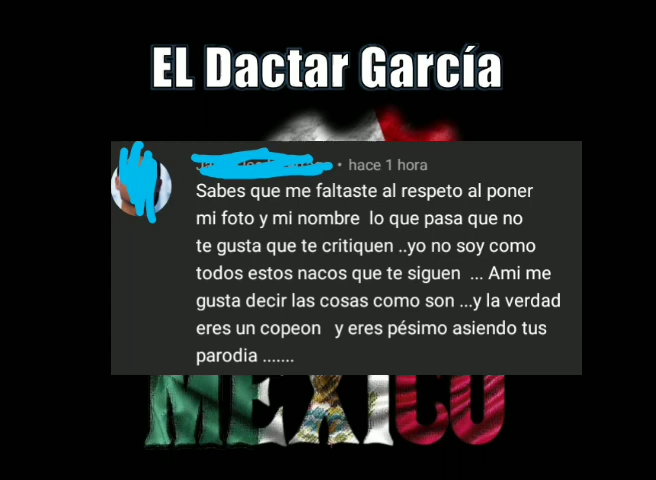 EL Dactar García
• hace 1 hora
Sabes que me faltaste al respeto al poner
mi foto y mi nombre lo que pasa que no
te gusta que te critiquen ..yo no soy como
todos estos nacos que te siguen ... Ami me
gusta decir las cosas como son ...y la verdad
eres un copeon y eres pésimo asiendo tus
parodia .......
MEXICO